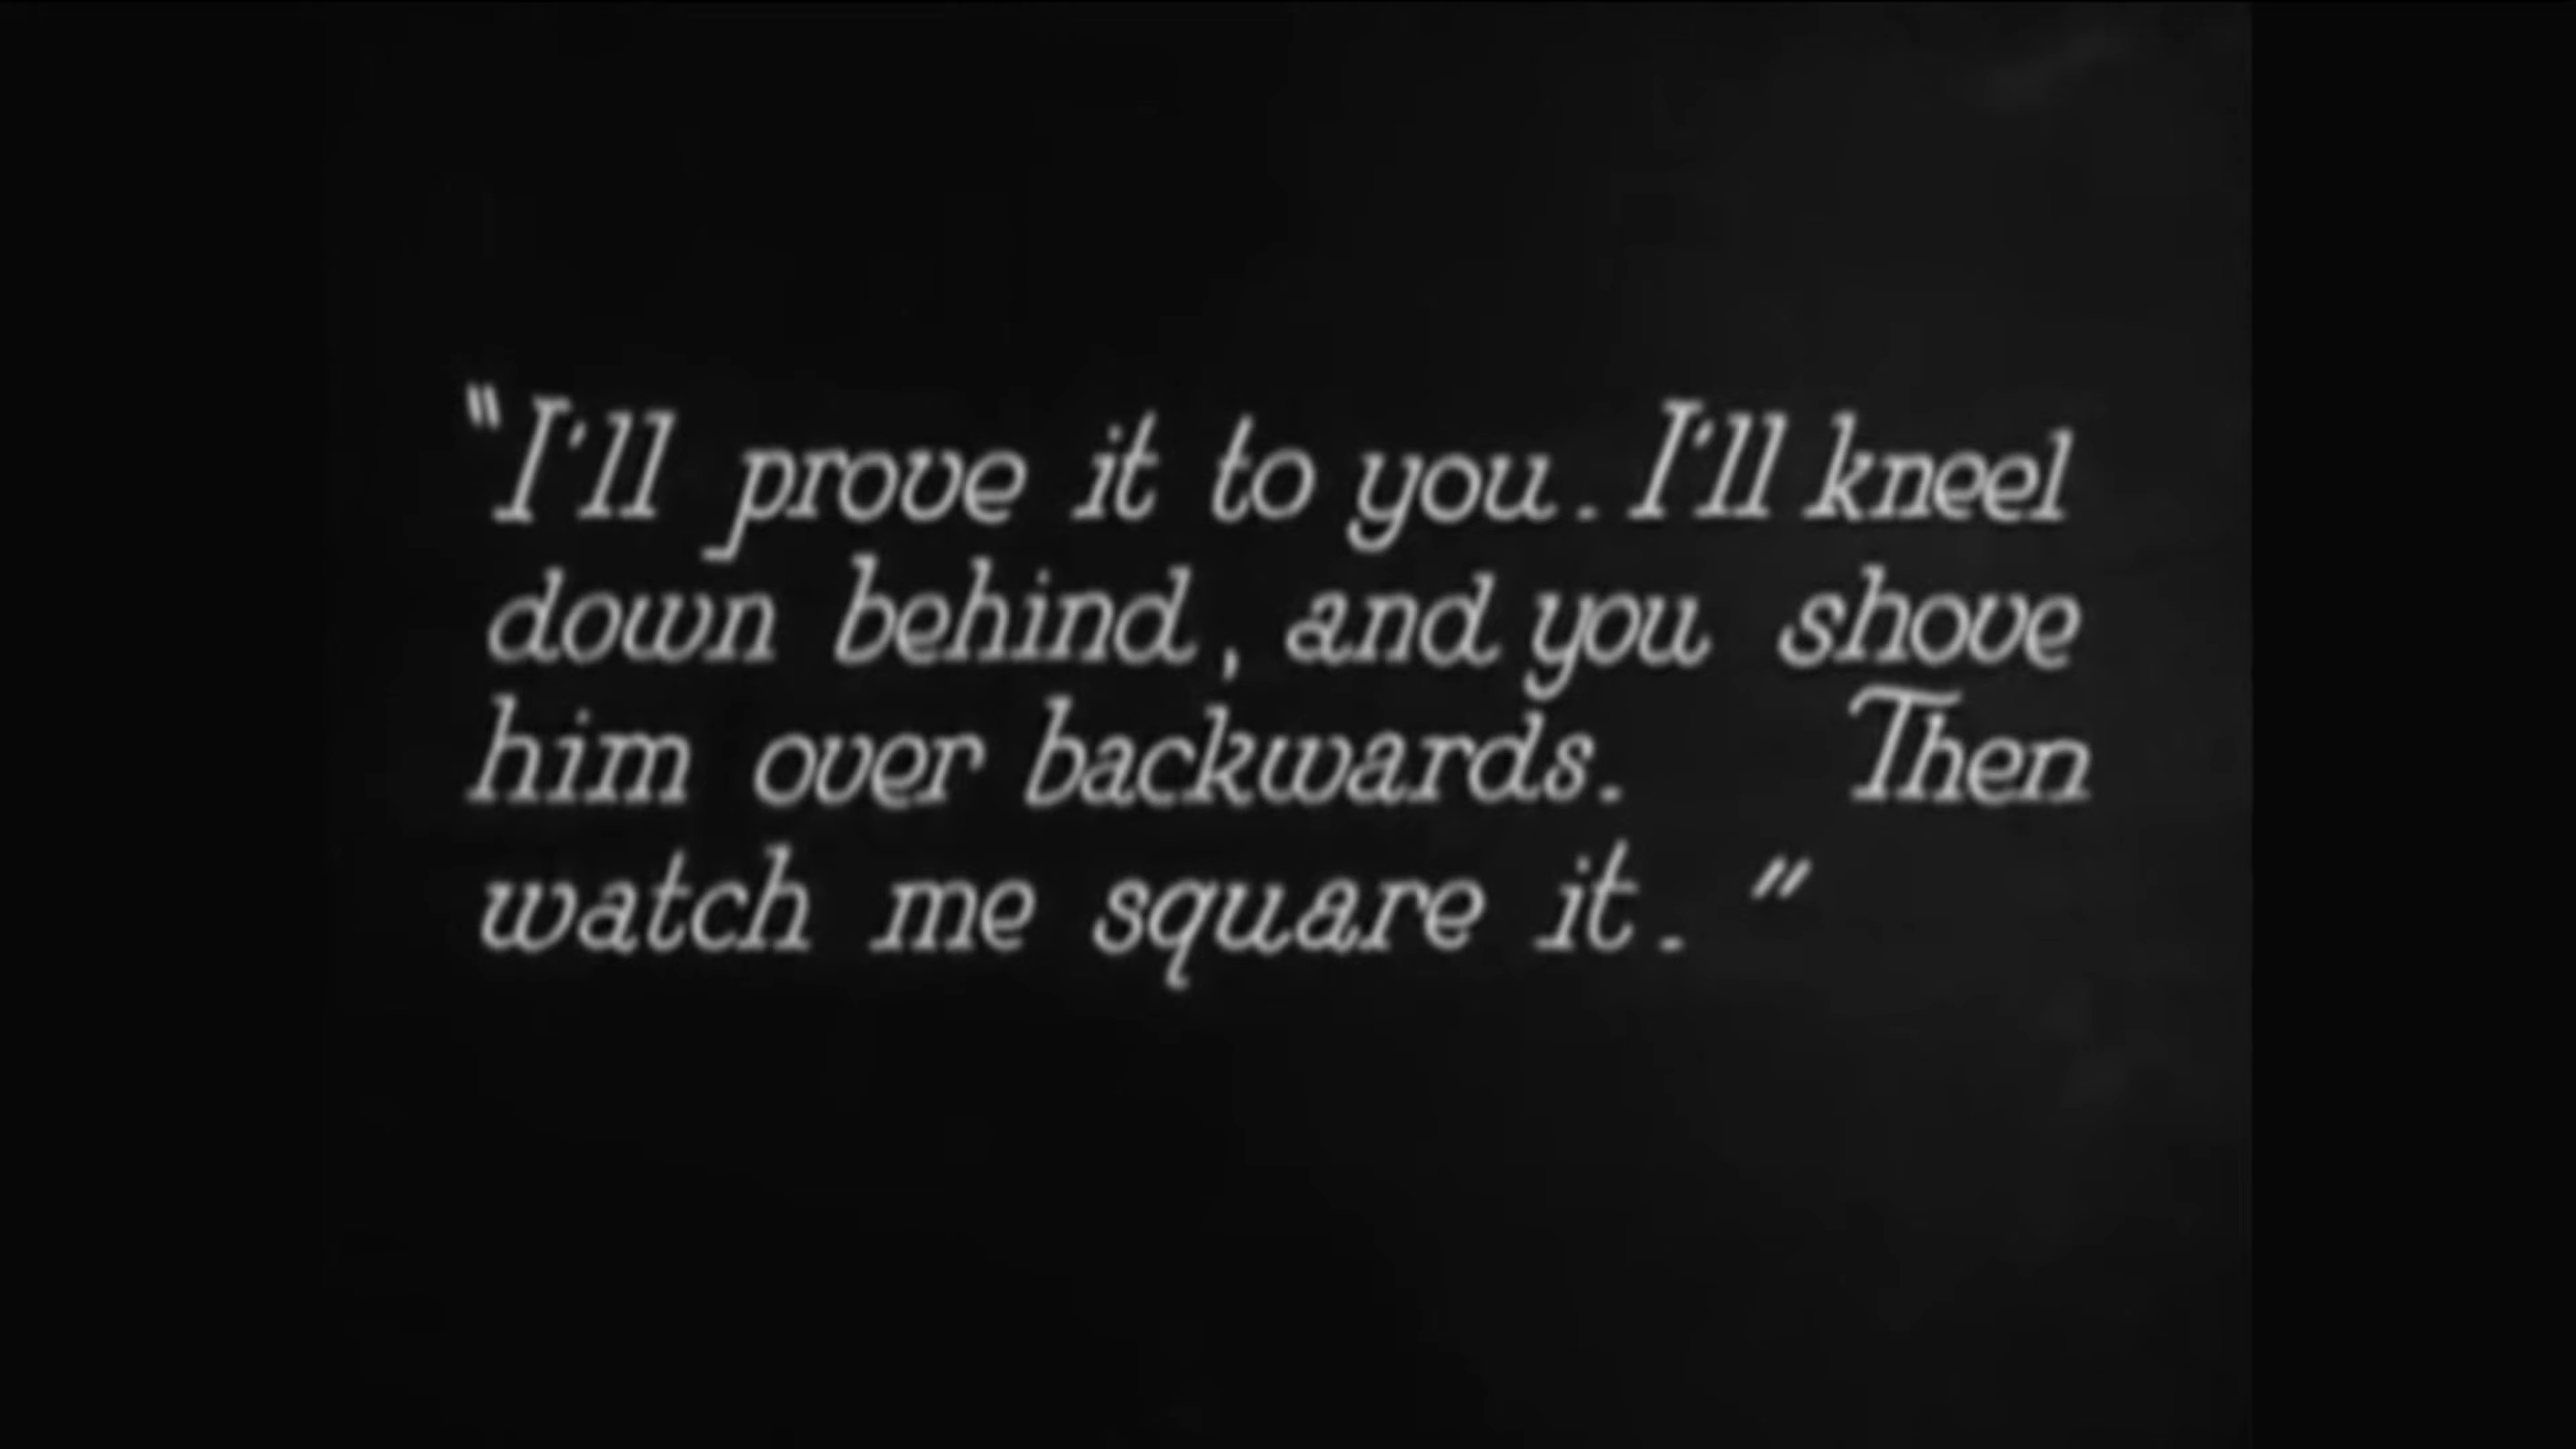 "I'll prove it to you. I'll kneel
down behind, and you shove
him over backwards. Then
watch me square it."